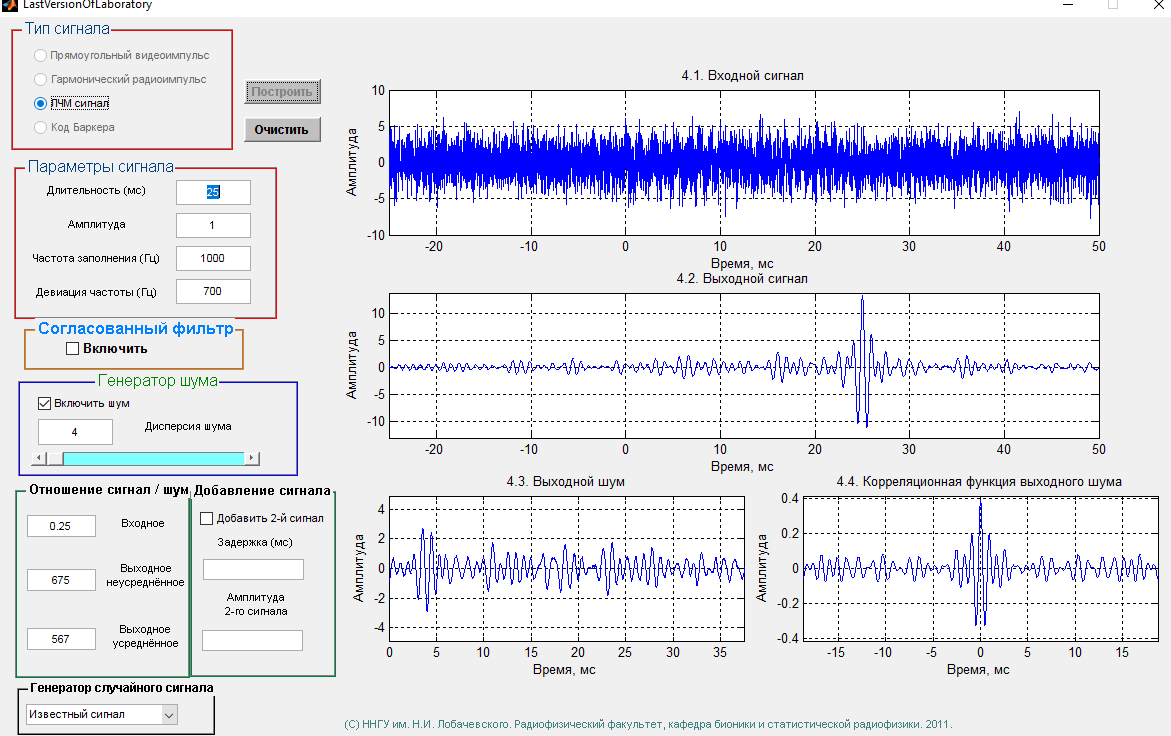 LastVersionOfLaboratory
Тип сигнала
Прямоугольный видеоимпульс
Гармонический радиоимпульс
ЛЧМ сигнал
Код Баркера
Построить
Очистить
Параметры сигнала
Длительность (мс)
25
Амплитуда
1
Частота заполнения (Гц)
1000
Девиация частоты (Гц)
700
Согласованный фильтр
Включить
Генератор шума
Включить шум
4
Дисперсия шума
Отношение сигнал / шум
0.25
Входное
675
Выходное
неусреднённое
567
Выходное
усреднённое
Добавление сигнала
Добавить 2-й сигнал
Задержка (мс)
Амплитуда
2-го сигнала
Генератор случайного сигнала
Известный сигнал
4.1. Входной сигнал
Амплитуда
10
5
0
-5
-10
-20 -10 0 10 20 30 40 50
Время, мс
4.2. Выходной сигнал
Амплитуда
10
5
0
-5
-10
-20 -10 0 10 20 30 40 50
Время, мс
4.3. Выходной шум
Амплитуда
4
2
0
-2
-4
0 5 10 15 20 25 30 35
Время, мс
4.4. Корреляционная функция выходного шума
Амплитуда
0.4
0.2
0
-0.2
-0.4
-15 -10 -5 0 5 10 15
Время, мс
(С) ННГУ им. Н.И. Лобачевского. Радиофизический факультет, кафедра бионики и статистической радиофизики. 2011.